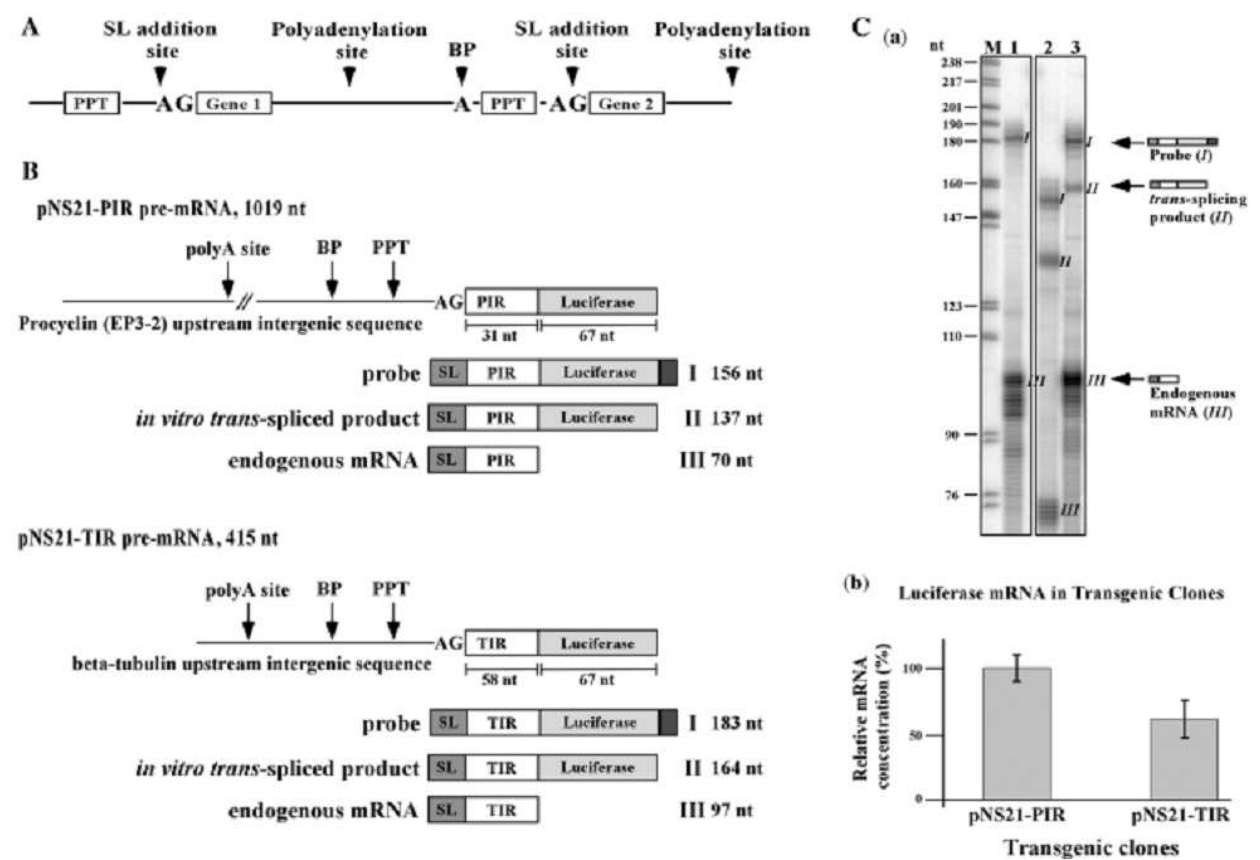 A
SL addition site
Polyadenylation site
BP
SL addition site
Polyadenylation site
PPT
AG
Gene 1
A
PPT
AG
Gene 2
B
pNS21-PIR pre-mRNA, 1019 nt
polyA site
BP
PPT
AG
PIR
Luciferase
Procyclin (EP3-2) upstream intergenic sequence
31 nt
67 nt
probe
SL
PIR
Luciferase
I 156 nt
in vitro trans-spliced product
SL
PIR
Luciferase
II 137 nt
endogenous mRNA
SL
PIR
III 70 nt
pNS21-TIR pre-mRNA, 415 nt
polyA site
BP
PPT
AG
TIR
Luciferase
beta-tubulin upstream intergenic sequence
58 nt
67 nt
probe
SL
TIR
Luciferase
I 183 nt
in vitro trans-spliced product
SL
TIR
Luciferase
II 164 nt
endogenous mRNA
SL
TIR
III 97 nt
C
(a)
nt
M 1 2 3
238
217
201
190
180
160
147
123
110
90
76
I
III
I
II
III
I
II
III
Probe (I)
trans-splicing
product (II)
Endogenous
mRNA (III)
(b)
Luciferase mRNA in Transgenic Clones
Relative mRNA
concentration (%)
100
50
0
pNS21-PIR
pNS21-TIR
Transgenic clones